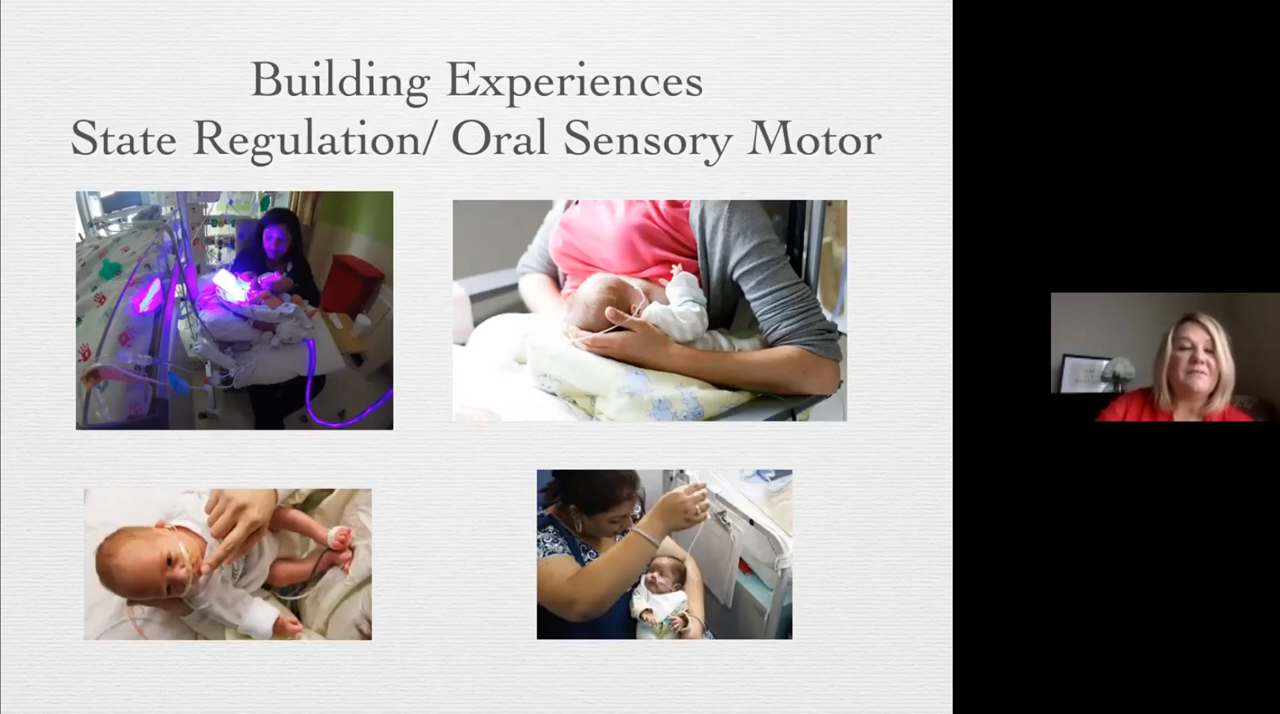 Building Experiences
State Regulation/ Oral Sensory Motor